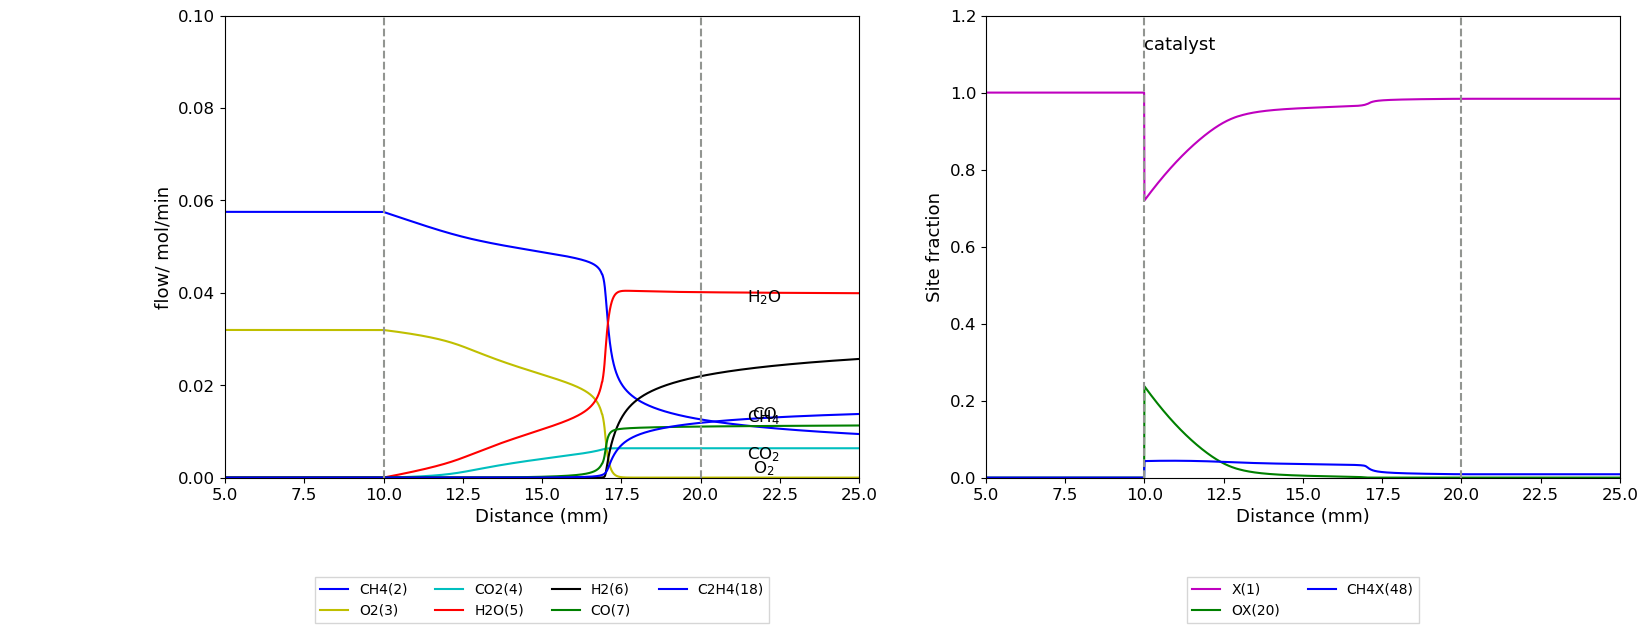 0.10
0.08
0.06
0.04
0.02
0.00
flow/ mol/min
H₂O
CO
CH₄
CO₂
O₂
5.0 7.5 10.0 12.5 15.0 17.5 20.0 22.5 25.0
Distance (mm)
CH4(2) CO2(4) H2(6) C2H4(18)
O2(3) H2O(5) CO(7)
1.2
1.0
0.8
0.6
0.4
0.2
0.0
Site fraction
catalyst
5.0 7.5 10.0 12.5 15.0 17.5 20.0 22.5 25.0
Distance (mm)
X(1) CH4X(48)
OX(20)